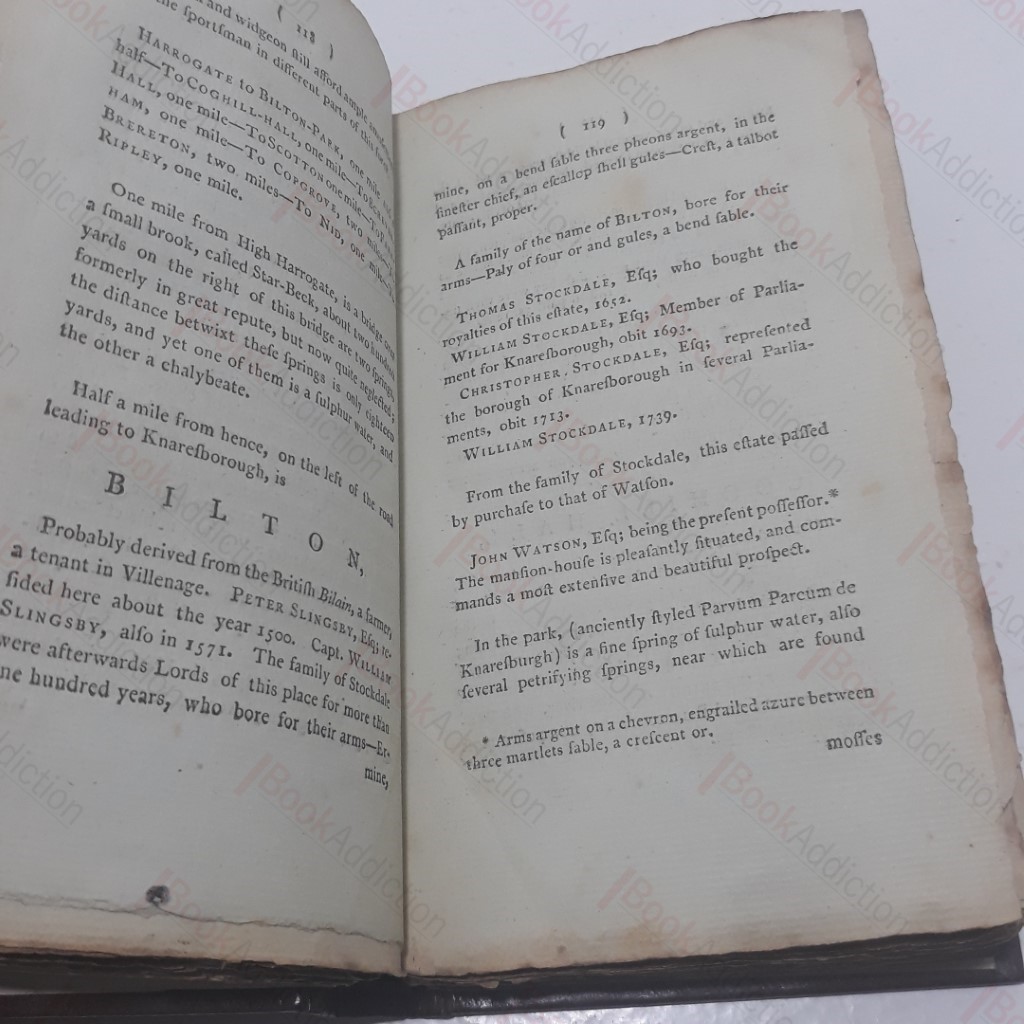 ( 118 )
and widgeon ſtill afford ample
the ſportſman in different parts of this foreſt
HARROGATE to BILTON-PARK, one mile and
half—To COGHILL-HALL, one mile—To
HALL, one mile—To SCOTTON one mile—To
HAM, one mile—To COPGROVE, two miles
BRERETON, two miles—To NID, one mile—To
RIPLEY, one mile.
One mile from High Harrogate, is a bridge over
a ſmall brook, called Star-Beck, about two hundred
yards on the right of this bridge are two ſprings,
formerly in great repute, but now quite neglected;
the diſtance betwixt theſe ſprings is only eighteen
yards, and yet one of them is a ſulphur water, and
the other a chalybeate.
Half a mile from hence, on the left of the road
leading to Knareſborough, is
BILTON,
Probably derived from the Britiſh Bilain, a farmer,
a tenant in Villenage. PETER SLINGSBY, Eſq; re-
ſided here about the year 1500. Capt. WILLIAM
SLINGSBY, alſo in 1571. The family of Stockdale
were afterwards Lords of this place for more than
ne hundred years, who bore for their arms—Er-
mine,
( 119 )
mine, on a bend ſable three pheons argent, in the
fineſter chief, an eſcallop ſhell gules—Creſt, a talbot
paſſant, proper.
A family of the name of BILTON, bore for their
arms—Paly of four or and gules, a bend ſable.
THOMAS STOCKDALE, Eſq; who bought the
royalties of this eſtate, 1652.
WILLIAM STOCKDALE, Eſq; Member of Parlia-
ment for Knareſborough, obit 1693.
CHRISTOPHER STOCKDALE, Eſq; repreſented
the borough of Knareſborough in ſeveral Parlia-
ments, obit 1713.
WILLIAM STOCKDALE, 1739.
From the family of Stockdale, this eſtate paſſed
by purchaſe to that of Watſon.
JOHN WATSON, Eſq; being the preſent poſſeſſor.*
The manſion-houſe is pleaſantly ſituated, and com-
mands a moſt extenſive and beautiful proſpect.
In the park, (anciently ſtyled Parvum Parcum de
Knareſburgh) is a fine ſpring of ſulphur water, alſo
ſeveral petrifying ſprings, near which are found
* Arms argent on a chevron, engrailed azure between
three martlets ſable, a creſcent or.
moſſes